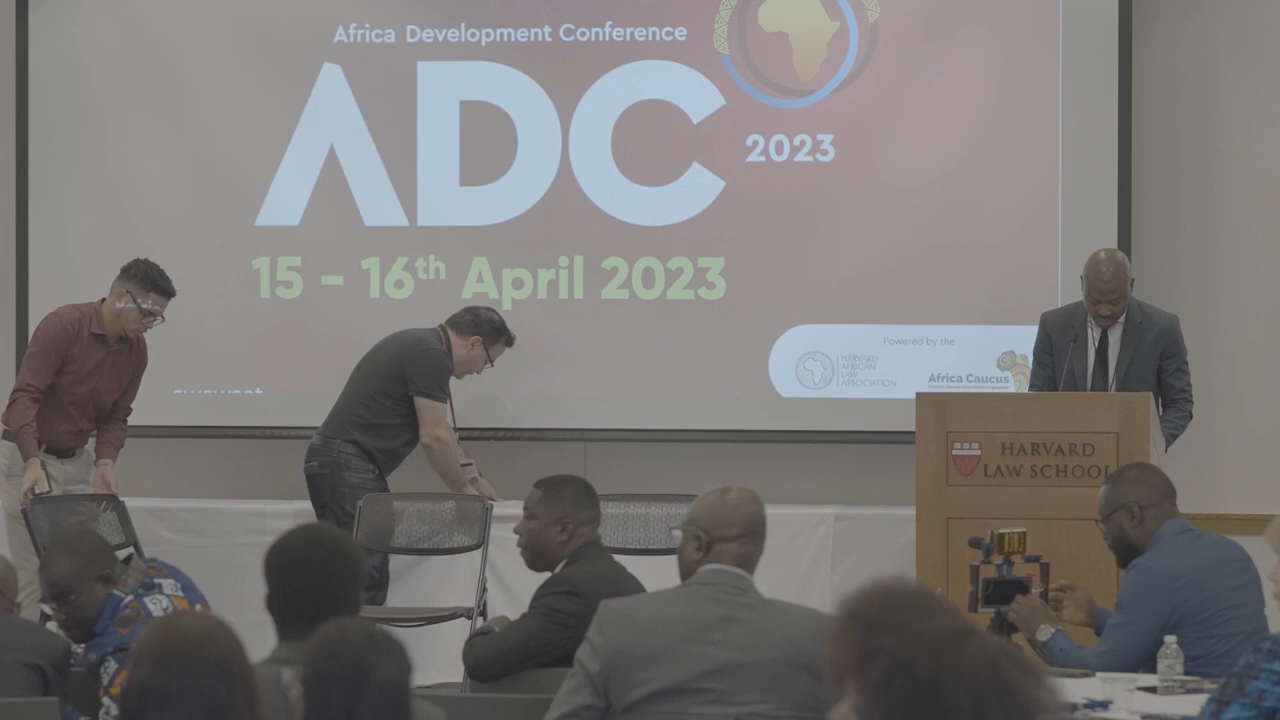 Africa Development Conference
ADC
2023
15 - 16th April 2023
Powered by the
HARVARD
AFRICAN
LAW
ASSOCIATION
Africa Caucus
HARVARD
LAW SCHOOL